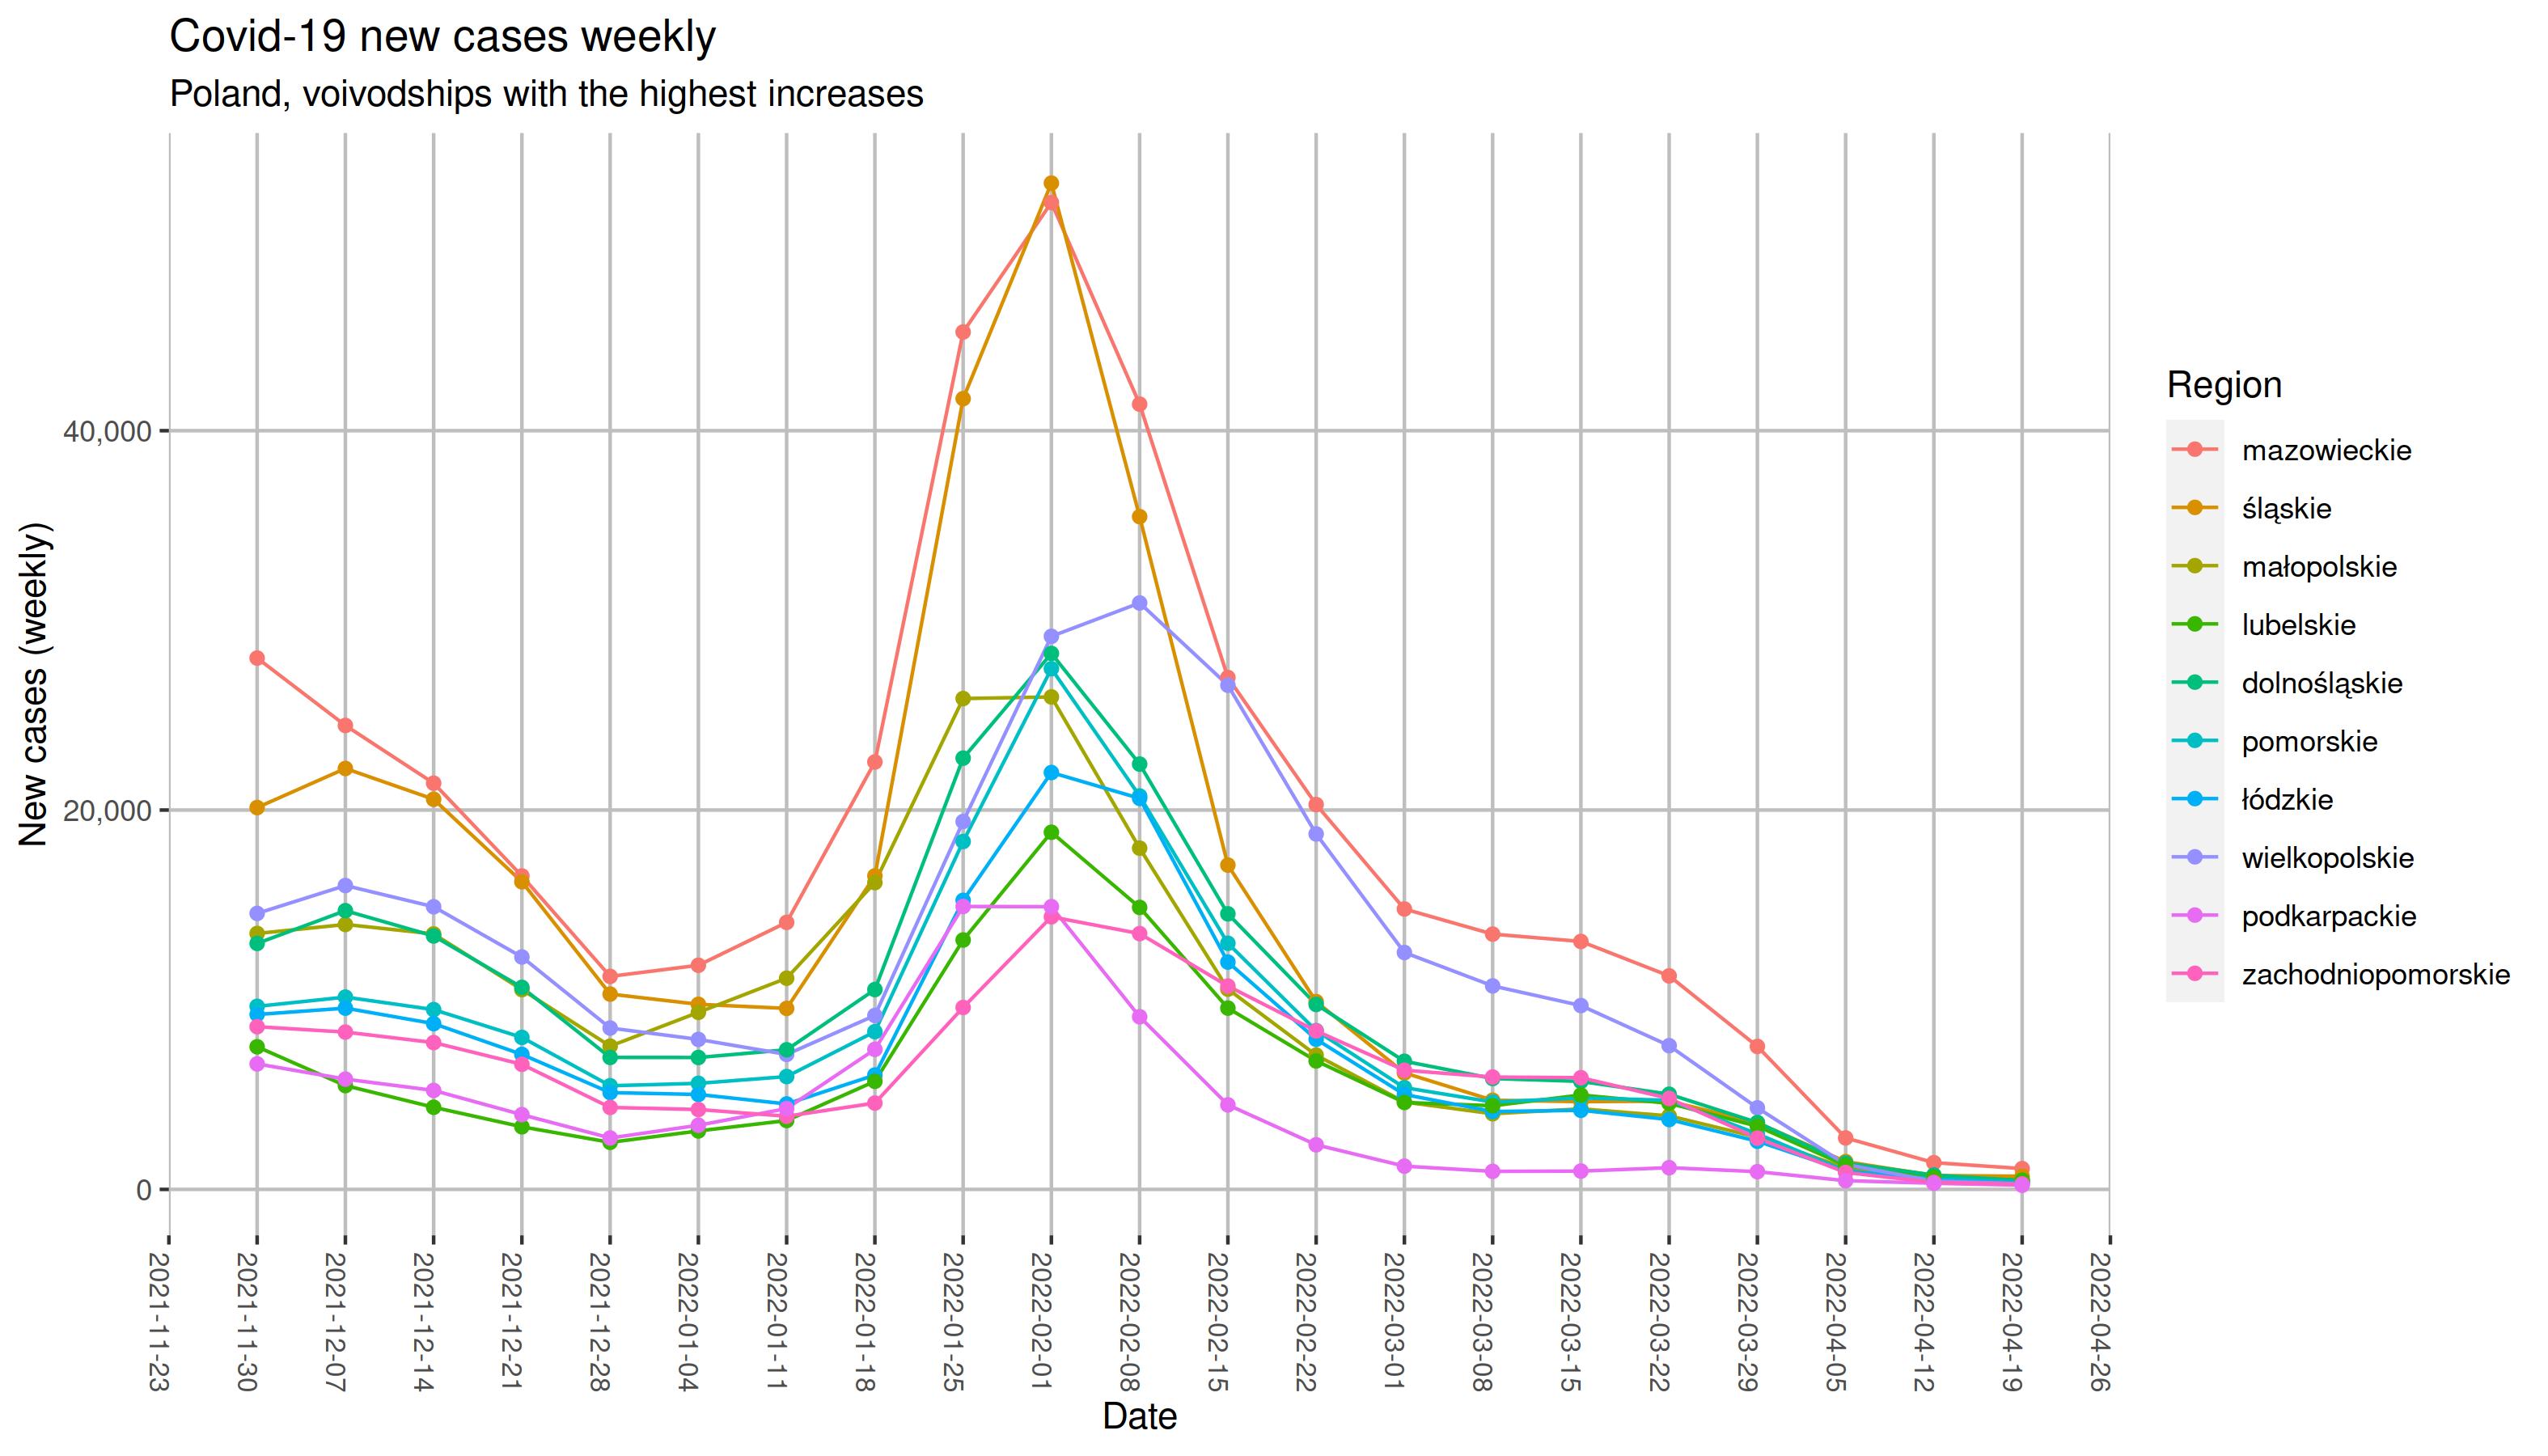 Covid-19 new cases weekly
Poland, voivodships with the highest increases
New cases (weekly)
40,000
20,000
0
2021-11-23
2021-11-30
2021-12-07
2021-12-14
2021-12-21
2021-12-28
2022-01-04
2022-01-11
2022-01-18
2022-01-25
2022-02-01
2022-02-08
2022-02-15
2022-02-22
2022-03-01
2022-03-08
2022-03-15
2022-03-22
2022-03-29
2022-04-05
2022-04-12
2022-04-19
2022-04-26
Date
Region
mazowieckie
śląskie
małopolskie
lubelskie
dolnośląskie
pomorskie
łódzkie
wielkopolskie
podkarpackie
zachodniopomorskie